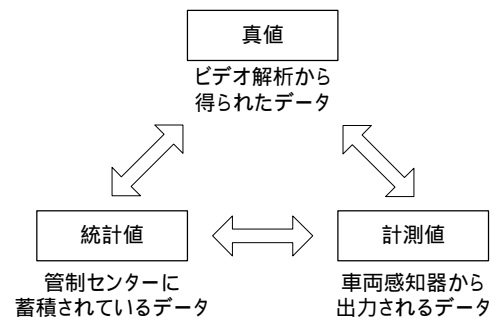 真値
ビデオ解析から
得られたデータ
統計値
管制センターに
蓄積されているデータ
計測値
車両感知器から
出力されるデータ